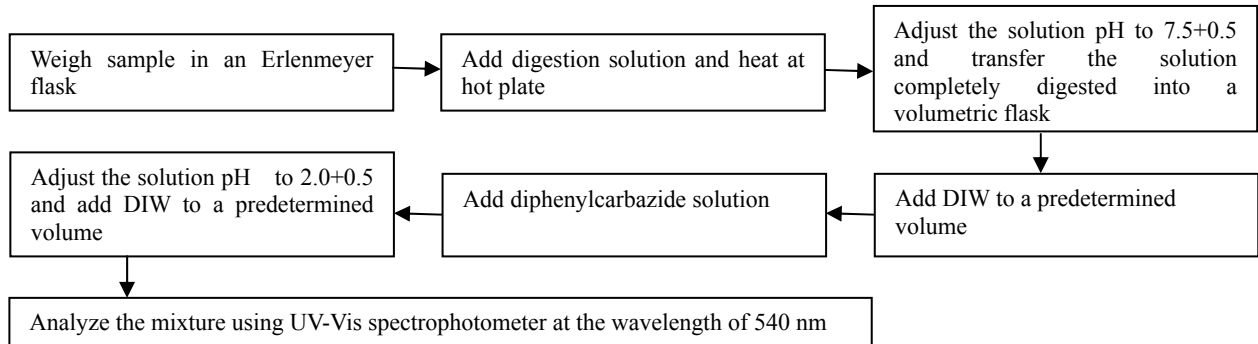 Weigh sample in an Erlenmeyer
flask
Add digestion solution and heat at
hot plate
Adjust the solution pH to 7.5+0.5
and transfer the solution
completely digested into a
volumetric flask
Add DIW to a predetermined
volume
Add diphenylcarbazide solution
Adjust the solution pH to 2.0+0.5
and add DIW to a predetermined
volume
Analyze the mixture using UV-Vis spectrophotometer at the wavelength of 540 nm